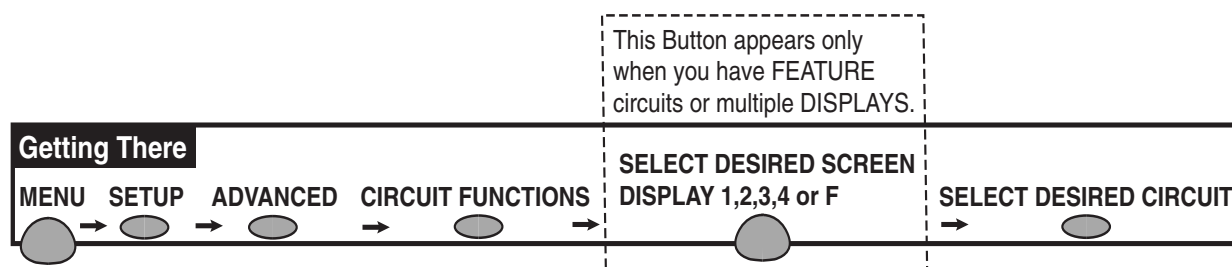 This Button appears only
when you have FEATURE
circuits or multiple DISPLAYS.
Getting There
MENU SETUP ADVANCED CIRCUIT FUNCTIONS
SELECT DESIRED SCREEN
DISPLAY 1,2,3,4 or F
SELECT DESIRED CIRCUIT